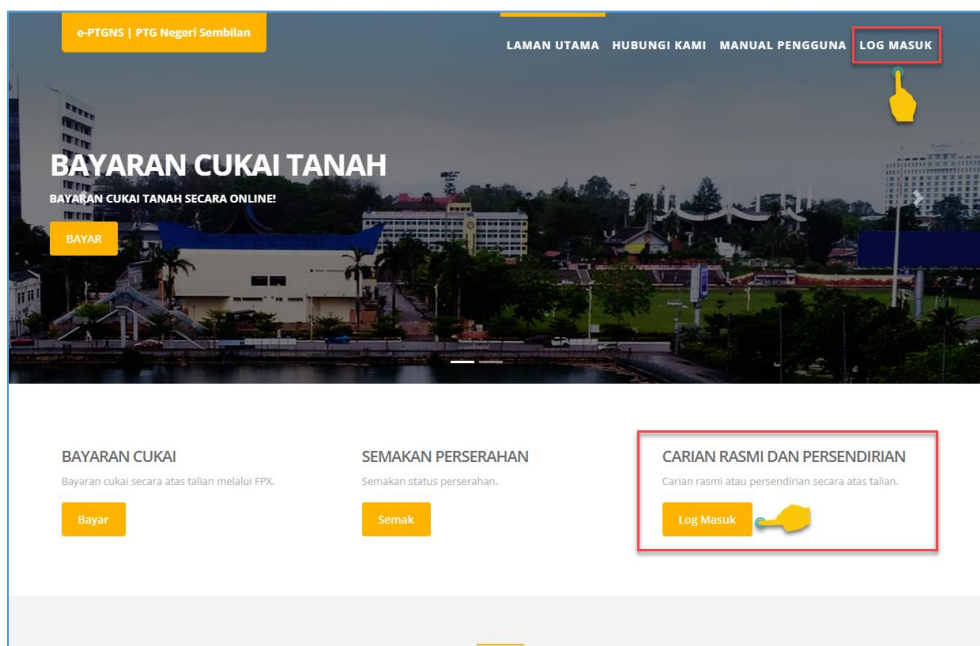 e-PTGNS | PTG Negeri Sembilan
LAMAN UTAMA HUBUNGI KAMI MANUAL PENGGUNA LOG MASUK
BAYARAN CUKAI TANAH
BAYARAN CUKAI TANAH SECARA ONLINE!
BAYAR
BAYARAN CUKAI
Bayaran cukai secara atas talian melalui FPX.
Bayar
SEMAKAN PERSERAHAN
Semakan status perserahan.
Semak
CARIAN RASMI DAN PERSENDIRIAN
Carian rasmi atau persendirian secara atas talian.
Log Masuk